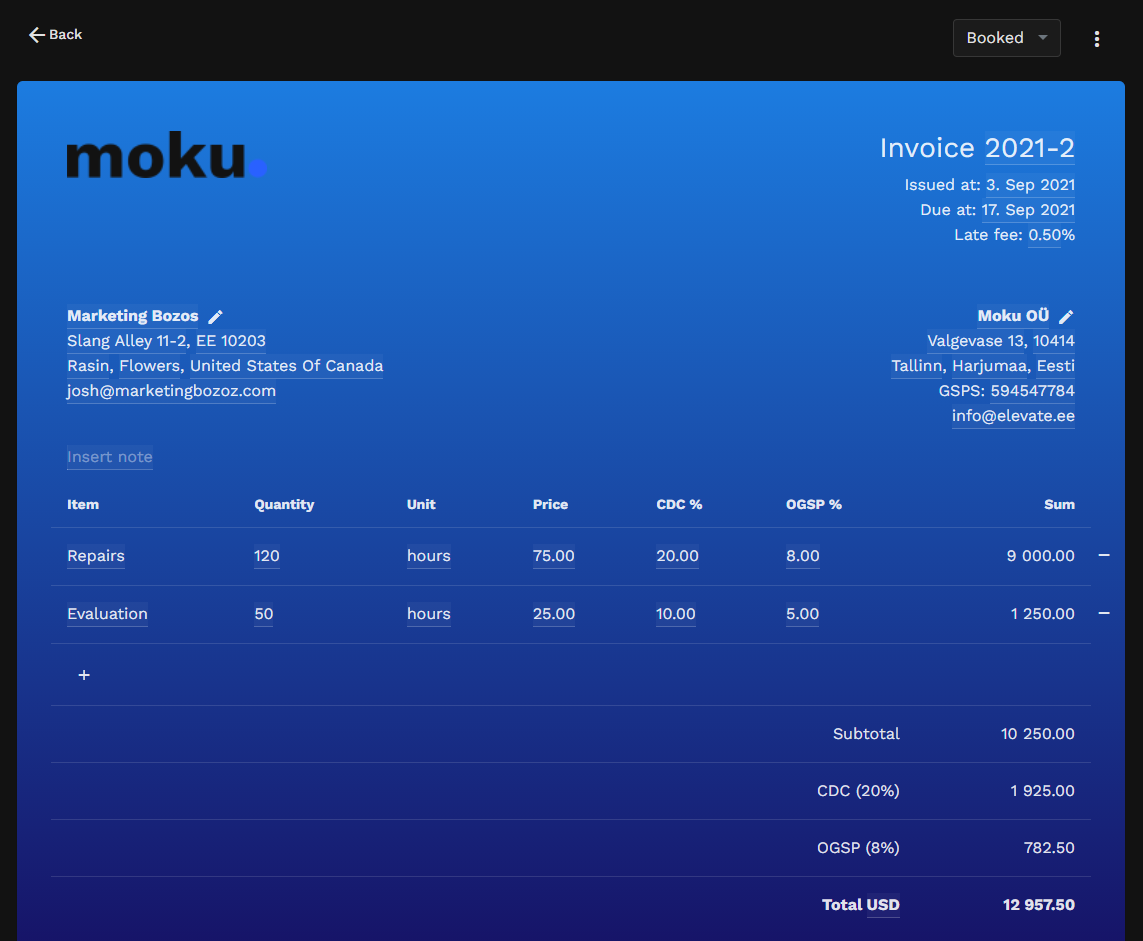 Back
Booked
moku.
Invoice 2021-2
Issued at: 3. Sep 2021
Due at: 17. Sep 2021
Late fee: 0.50%
Marketing Bozos
Slang Alley 11-2, EE 10203
Rasin, Flowers, United States Of Canada
josh@marketingbozoz.com
Moku OÜ
Valgevase 13, 10414
Tallinn, Harjumaa, Eesti
GSPS: 594547784
info@elevate.ee
Insert note
Item Quantity Unit Price CDC % OGSP % Sum
Repairs 120 hours 75.00 20.00 8.00 9 000.00 −
Evaluation 50 hours 25.00 10.00 5.00 1 250.00 −
+
Subtotal 10 250.00
CDC (20%) 1 925.00
OGSP (8%) 782.50
Total USD 12 957.50